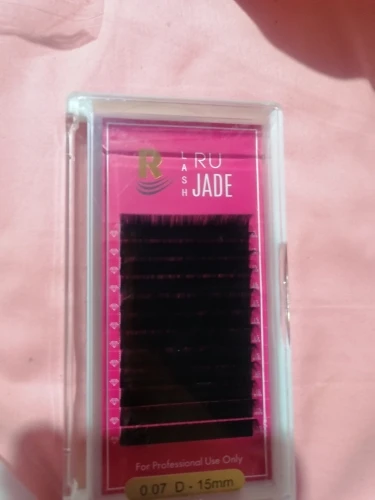 R
LASH
RU
JADE
For Professional Use Only
0.07 D - 15mm